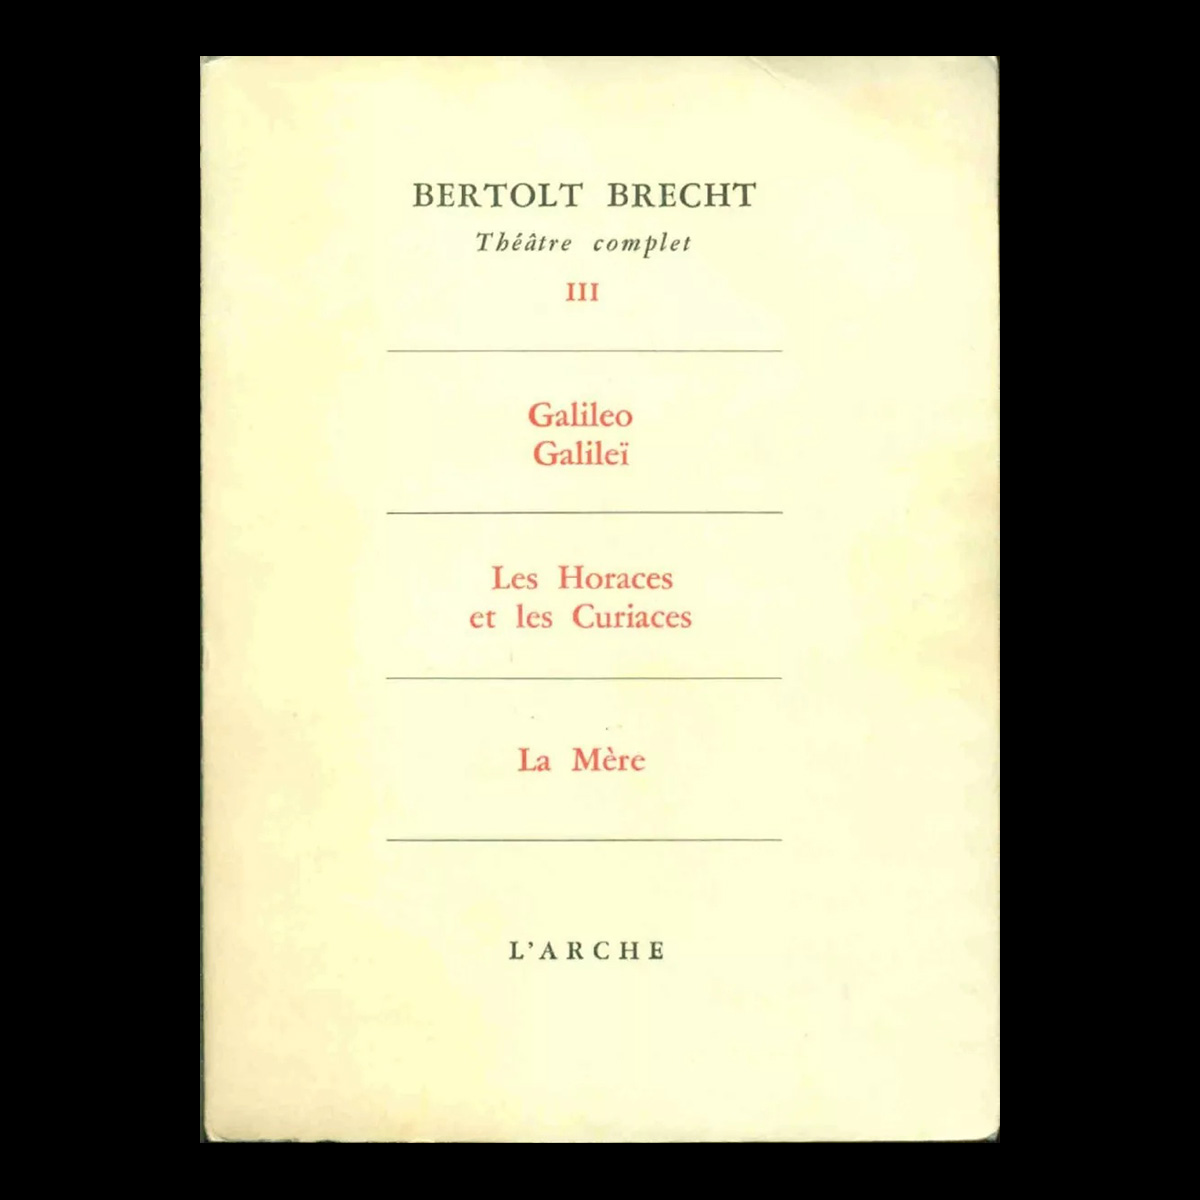 BERTOLT BRECHT
Théâtre complet
III
Galileo
Galileï
Les Horaces
et les Curiaces
La Mère
L'ARCHE